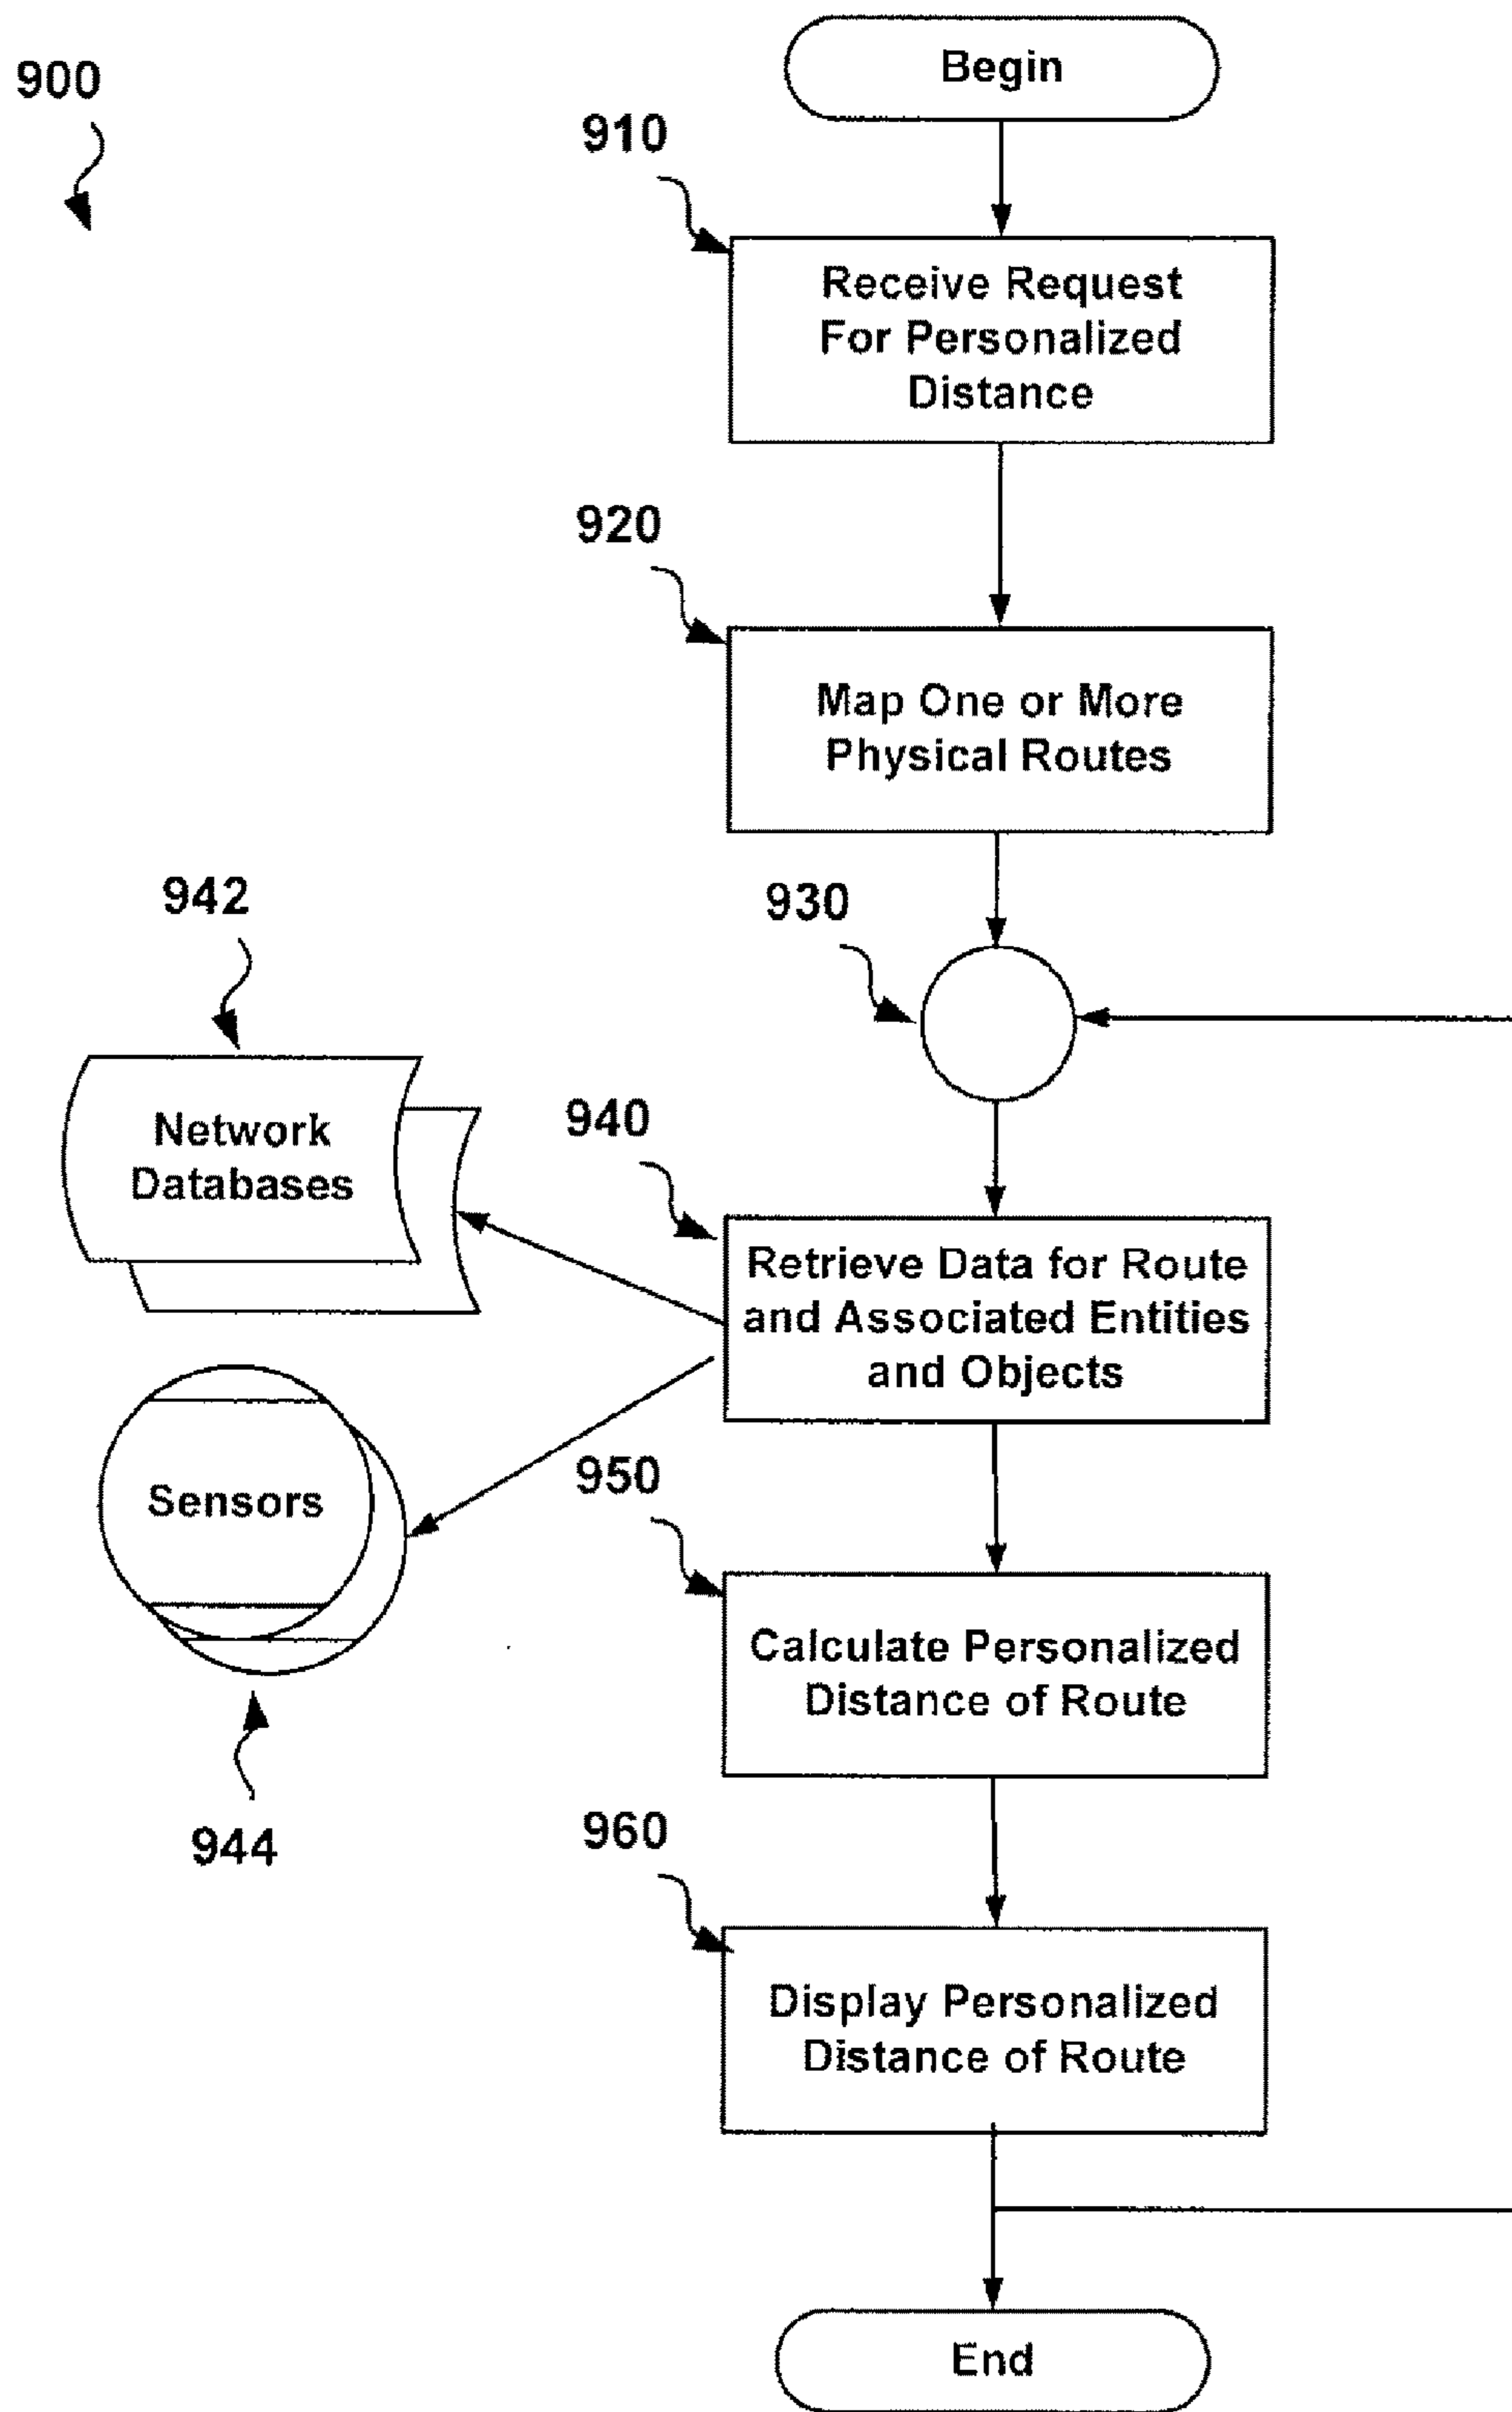 900
Begin
910
Receive Request
For Personalized
Distance
920
Map One or More
Physical Routes
930
942
Network
Databases
940
Retrieve Data for Route
and Associated Entities
and Objects
Sensors
944
950
Calculate Personalized
Distance of Route
960
Display Personalized
Distance of Route
End